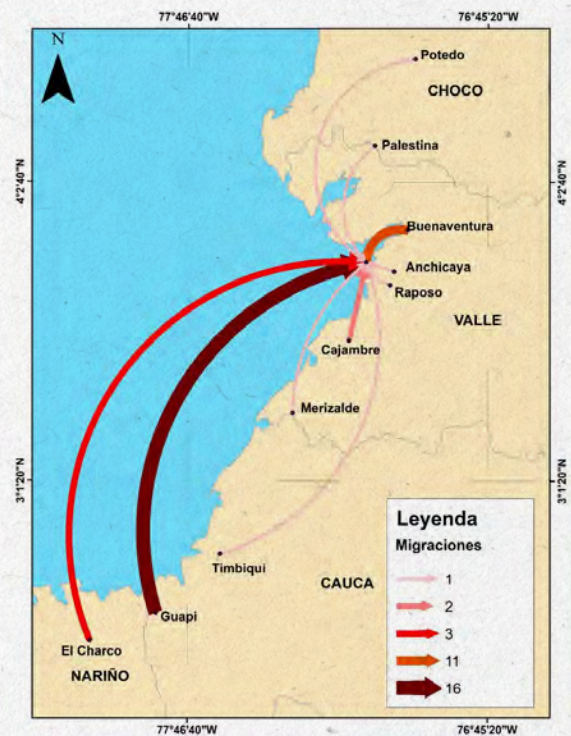 77°46'40"W
76°45'20"W
N
Potedo
CHOCO
Palestina
4°2'40"N
4°2'40"N
Buenaventura
Anchicaya
Raposo
VALLE
Cajambre
Merizalde
3°1'20"N
3°1'20"N
Leyenda
Migraciones
1
2
3
11
16
Timbiqui
CAUCA
Guapi
El Charco
NARIÑO
77°46'40"W
76°45'20"W